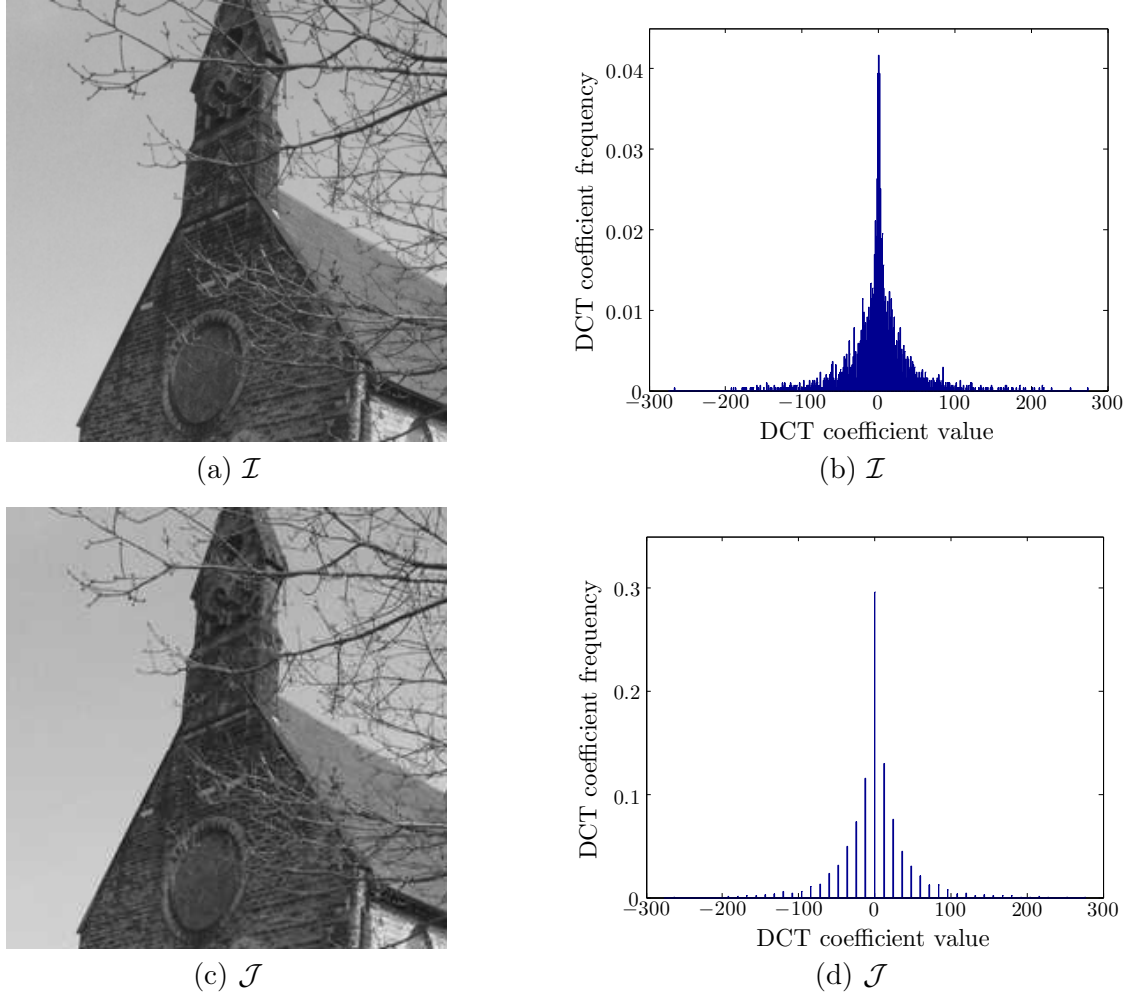 DCT coefficient frequency
0.04
0.03
0.02
0.01
0
−300 −200 −100 0 100 200 300
DCT coefficient value
(a) ℐ
(b) ℐ
DCT coefficient frequency
0.3
0.2
0.1
0
−300 −200 −100 0 100 200 300
DCT coefficient value
(c) 𝒥
(d) 𝒥